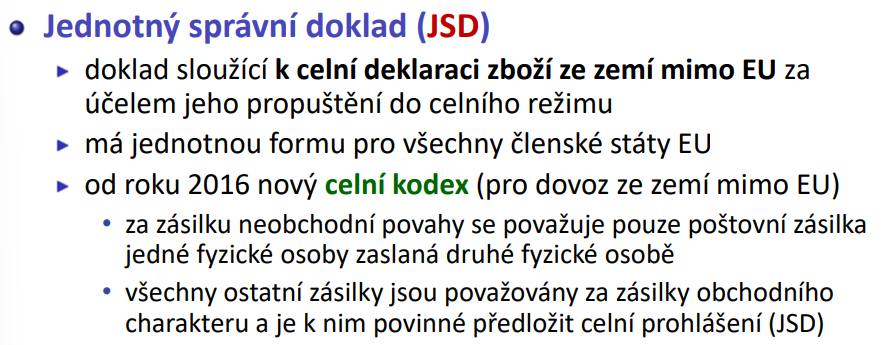 Jednotný správní doklad (JSD)
doklad sloužící k celní deklaraci zboží ze zemí mimo EU za
účelem jeho propuštění do celního režimu
má jednotnou formu pro všechny členské státy EU
od roku 2016 nový celní kodex (pro dovoz ze zemí mimo EU)
za zásilku neobchodní povahy se považuje pouze poštovní zásilka
jedné fyzické osoby zaslaná druhé fyzické osobě
všechny ostatní zásilky jsou považovány za zásilky obchodního
charakteru a je k nim povinné předložit celní prohlášení (JSD)